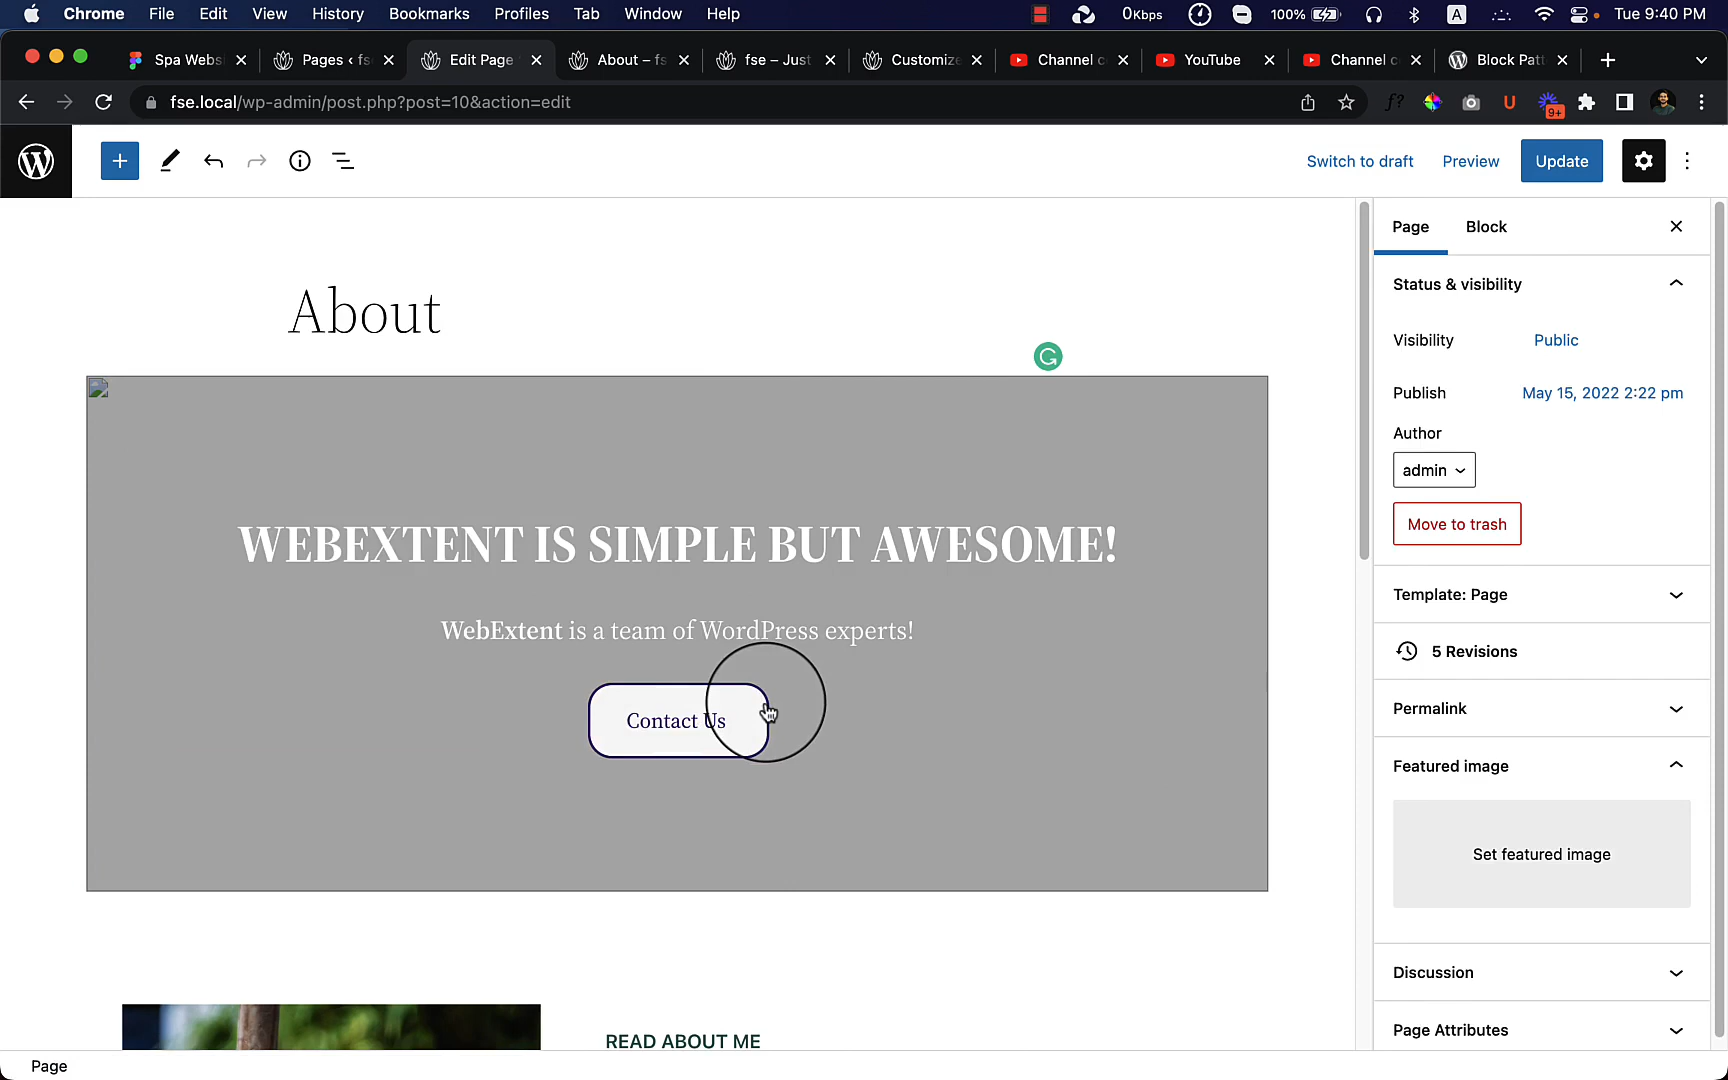 Chrome File Edit View History Bookmarks Profiles Tab Window Help 0Kbps 100% A Tue 9:40 PM
Spa Webs Pages ‹ fs Edit Page About – fs fse – Just Customize Channel c YouTube Channel c Block Patt
fse.local/wp-admin/post.php?post=10&action=edit f? U 9+
Switch to draft Preview Update
Page Block
Status & visibility
About
Visibility Public
Publish May 15, 2022 2:22 pm
Author
admin
Move to trash
WEBEXTENT IS SIMPLE BUT AWESOME!
Template: Page
WebExtent is a team of WordPress experts!
5 Revisions
Contact Us
Permalink
Featured image
Set featured image
Discussion
READ ABOUT ME
Page Attributes
Page